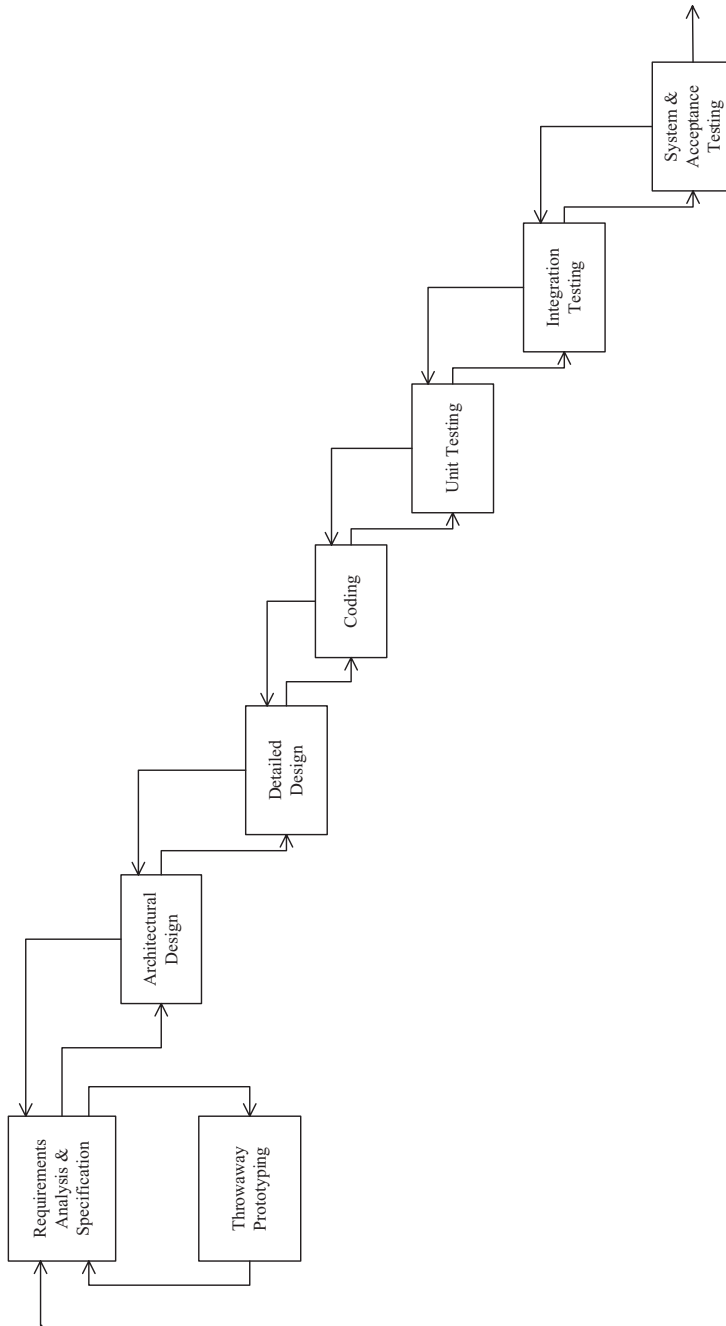 Requirements
Analysis &
Specification
Throwaway
Prototyping
Architectural
Design
Detailed
Design
Coding
Unit Testing
Integration
Testing
System &
Acceptance
Testing